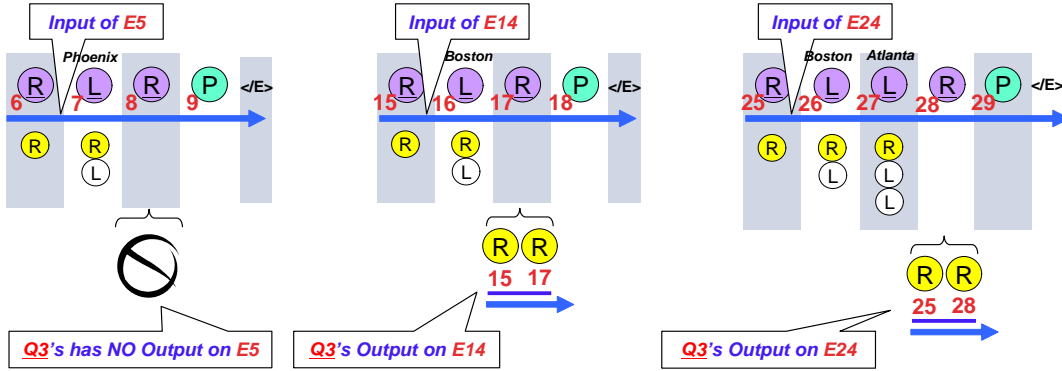 Input of E5
Input of E14
Input of E24
Phoenix
Boston
Boston Atlanta
R L R P </E>
R L R P </E>
R L L R P </E>
6 7 8 9
15 16 17 18
25 26 27 28 29
R R
R R
R R R
L
L
L L
L
R R
R R
15 17
25 28
Q3's has NO Output on E5
Q3's Output on E14
Q3's Output on E24